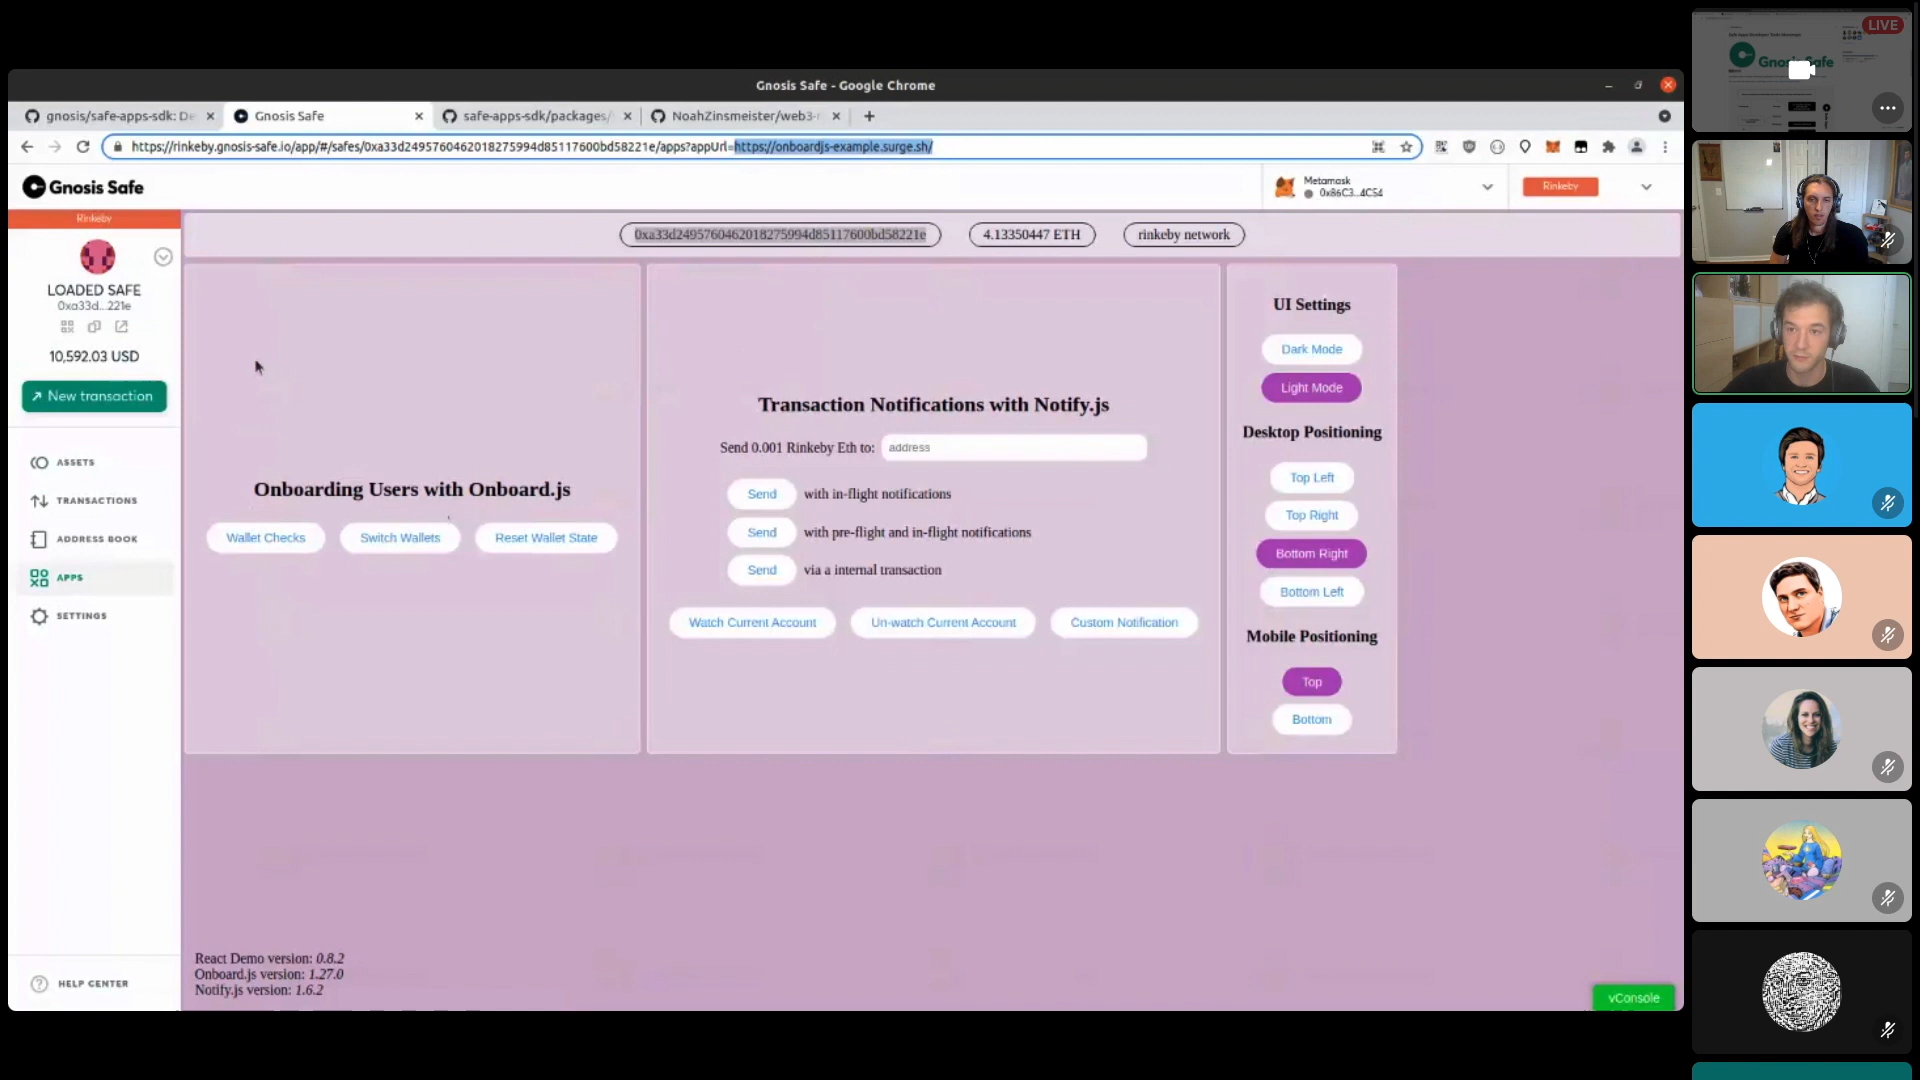 LIVE
Gnosis Safe - Google Chrome
gnosis/safe-apps-sdk: De
Gnosis Safe
safe-apps-sdk/packages/
NoahZinsmeister/web3-
https://rinkeby.gnosis-safe.io/app/#/safes/0xa33d2495760462018275994d85117600bd58221e/apps?appUrl=https://onboardjs-example.surge.sh/
Gnosis Safe
Metamask
0x86C3...4C54
Rinkeby
Rinkeby
0xa33d2495760462018275994d85117600bd58221e
4.13350447 ETH
rinkeby network
LOADED SAFE
0xa33d...221e
10,592.03 USD
New transaction
ASSETS
TRANSACTIONS
ADDRESS BOOK
APPS
SETTINGS
HELP CENTER
Onboarding Users with Onboard.js
Wallet Checks
Switch Wallets
Reset Wallet State
Transaction Notifications with Notify.js
Send 0.001 Rinkeby Eth to: address
Send with in-flight notifications
Send with pre-flight and in-flight notifications
Send via a internal transaction
Watch Current Account
Un-watch Current Account
Custom Notification
UI Settings
Dark Mode
Light Mode
Desktop Positioning
Top Left
Top Right
Bottom Right
Bottom Left
Mobile Positioning
Top
Bottom
React Demo version: 0.8.2
Onboard.js version: 1.27.0
Notify.js version: 1.6.2
vConsole